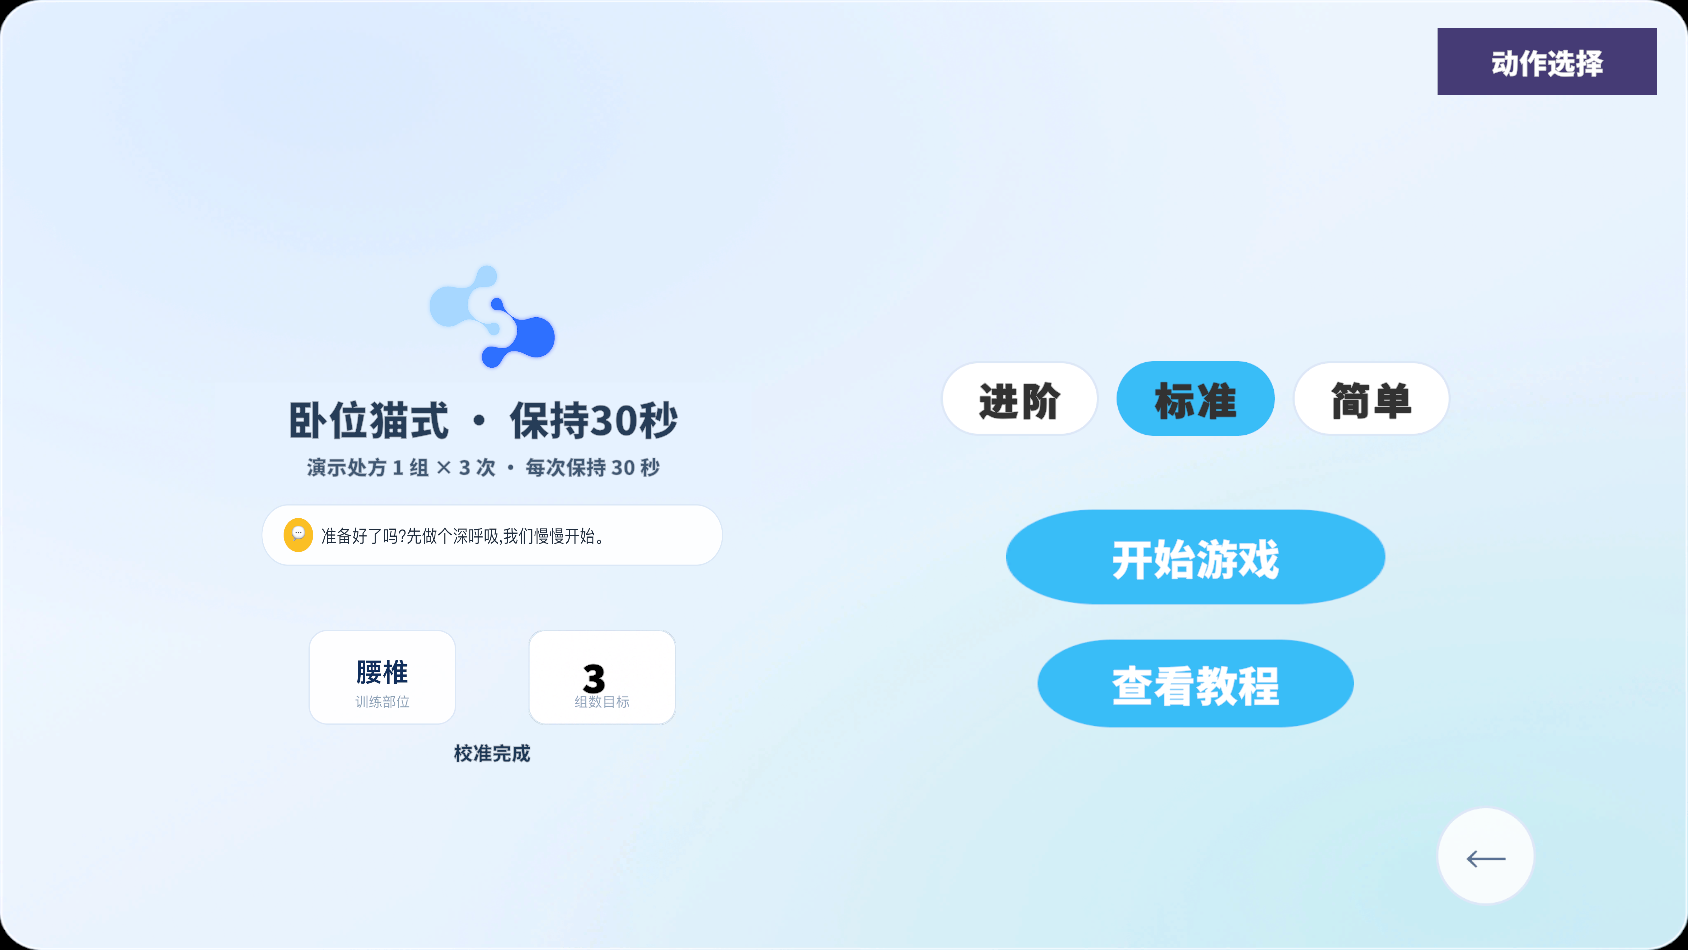 动作选择
卧位猫式 · 保持30秒
演示处方 1 组 × 3 次 · 每次保持 30 秒
准备好了吗?先做个深呼吸,我们慢慢开始。
腰椎
训练部位
3
组数目标
校准完成
进阶
标准
简单
开始游戏
查看教程
←